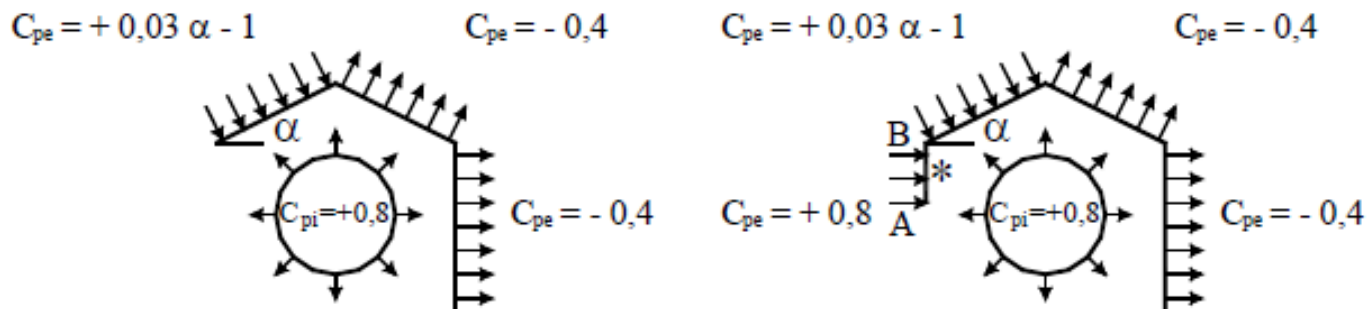 Cpe = + 0,03 α - 1
Cpe = - 0,4
α
Cpi=+0,8
Cpe = - 0,4
Cpe = + 0,03 α - 1
Cpe = - 0,4
B
α
*
Cpe = + 0,8
A
Cpi=+0,8
Cpe = - 0,4